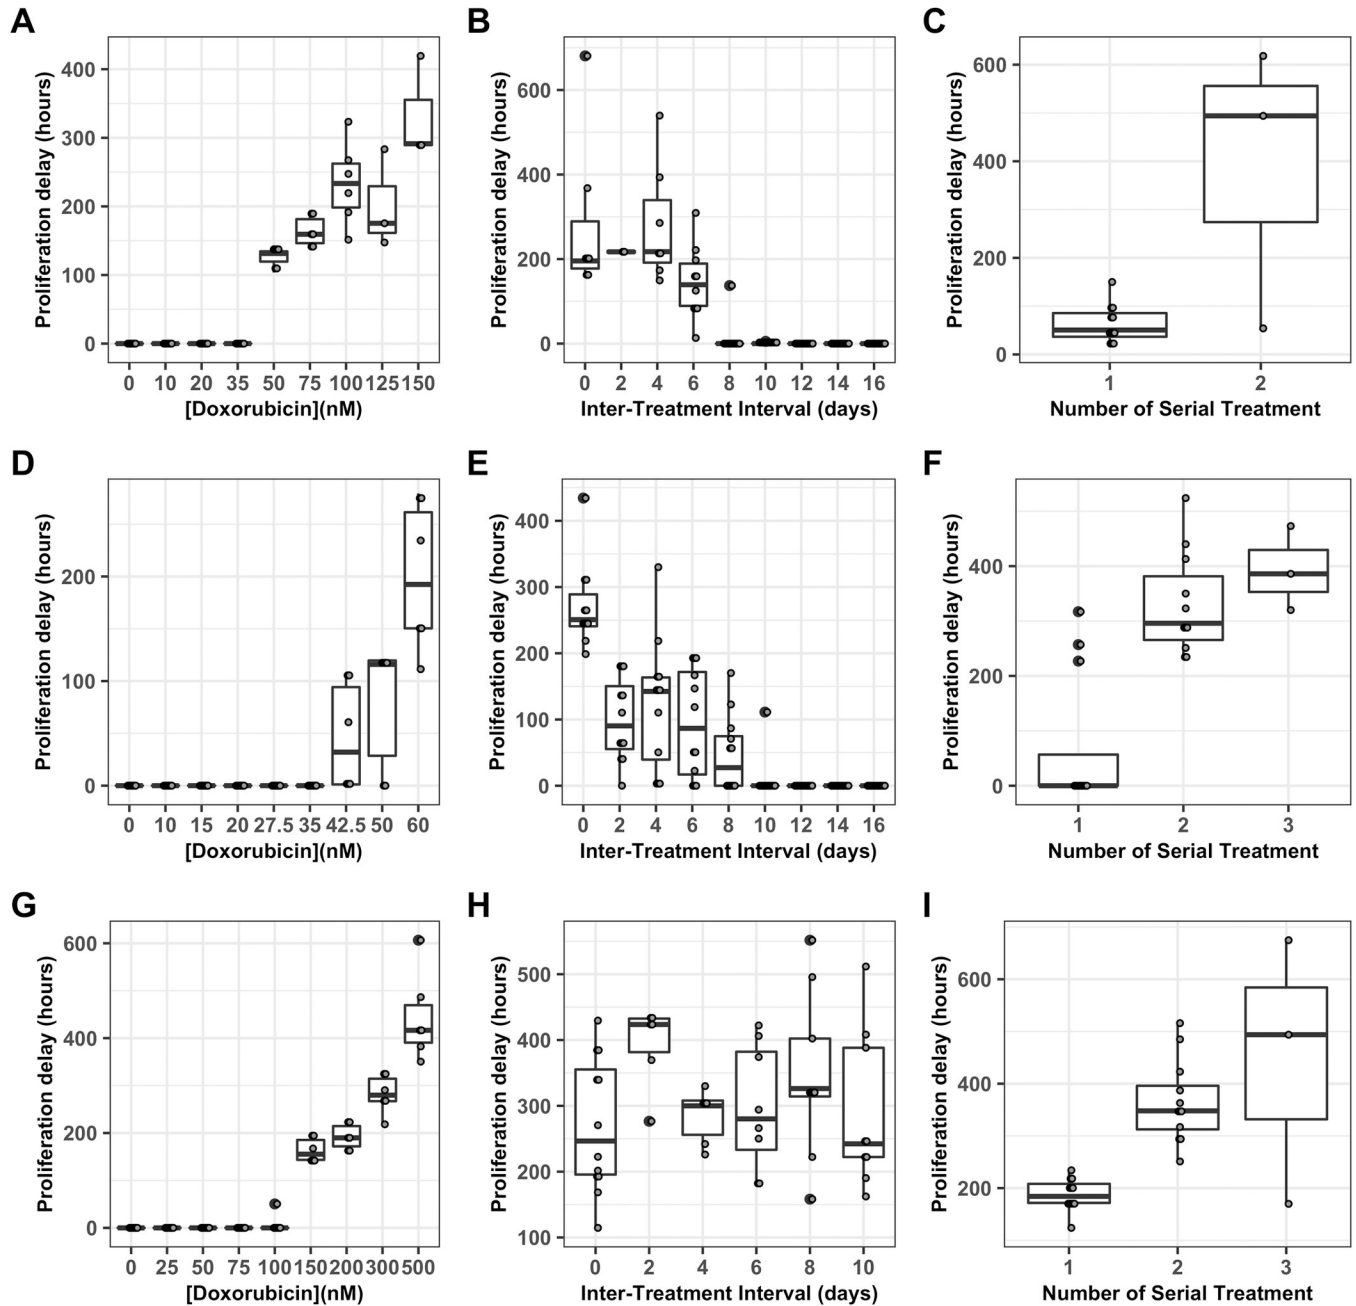 A
B
C
Proliferation delay (hours)
400
300
200
100
0
0 10 20 35 50 75 100 125 150
[Doxorubicin](nM)
Proliferation delay (hours)
600
400
200
0
0 2 4 6 8 10 12 14 16
Inter-Treatment Interval (days)
Proliferation delay (hours)
600
400
200
0
1 2
Number of Serial Treatment
D
E
F
Proliferation delay (hours)
200
100
0
0 10 15 20 27.5 35 42.5 50 60
[Doxorubicin](nM)
Proliferation delay (hours)
400
300
200
100
0
0 2 4 6 8 10 12 14 16
Inter-Treatment Interval (days)
Proliferation delay (hours)
400
200
0
1 2 3
Number of Serial Treatment
G
H
I
Proliferation delay (hours)
600
400
200
0
0 25 50 75 100 150 200 300 500
[Doxorubicin](nM)
Proliferation delay (hours)
500
400
300
200
100
0 2 4 6 8 10
Inter-Treatment Interval (days)
Proliferation delay (hours)
600
400
200
1 2 3
Number of Serial Treatment